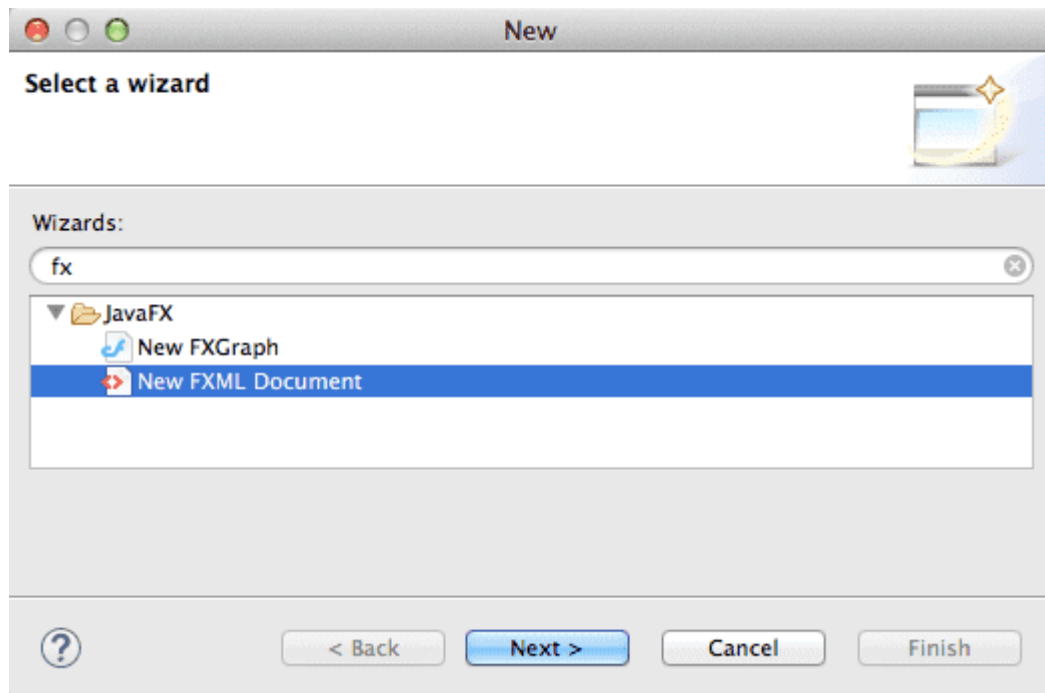 New
Select a wizard
Wizards:
fx
JavaFX
New FXGraph
New FXML Document
? < Back Next > Cancel Finish